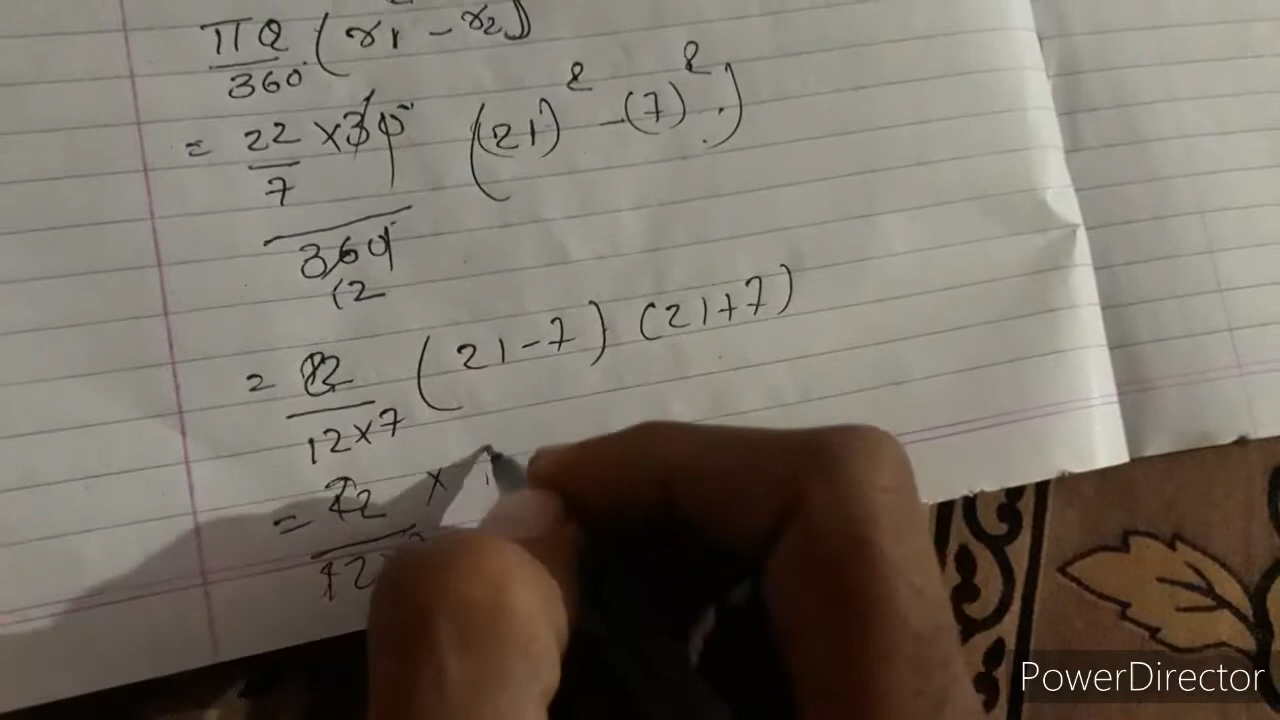 πθ/360 (r1 - r2)
= 22/7 × 30 / 360 ((21)² - (7)²)
12
= 22/12×7 (21-7) (21+7)
= 22/12 × 1
PowerDirector